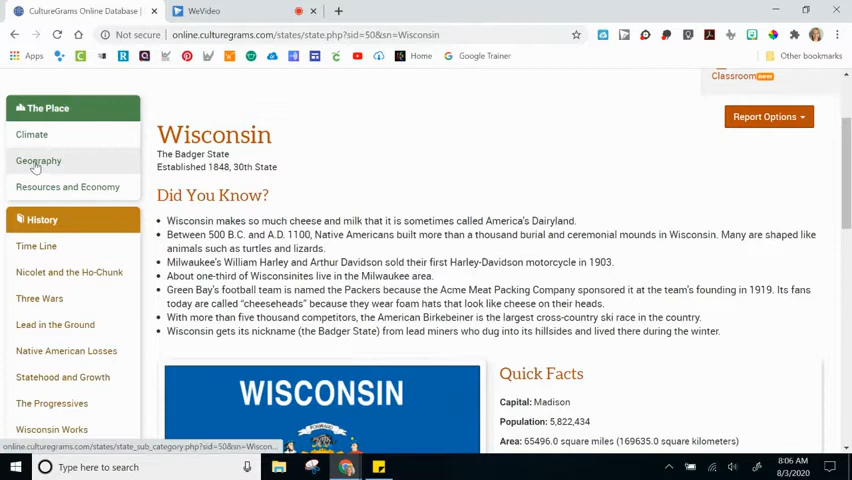 CultureGrams Online Database |
WeVideo
Not secure
online.culturegrams.com/states/state.php?sid=50&sn=Wisconsin
Apps
Home
Google Trainer
Other bookmarks
Classroom
The Place
Climate
Geography
Resources and Economy
History
Time Line
Nicolet and the Ho-Chunk
Three Wars
Lead in the Ground
Native American Losses
Statehood and Growth
The Progressives
Wisconsin Works
Report Options
Wisconsin
The Badger State
Established 1848, 30th State
Did You Know?
Wisconsin makes so much cheese and milk that it is sometimes called America's Dairyland.
Between 500 B.C. and A.D. 1100, Native Americans built more than a thousand burial and ceremonial mounds in Wisconsin. Many are shaped like
animals such as turtles and lizards.
Milwaukee's William Harley and Arthur Davidson sold their first Harley-Davidson motorcycle in 1903.
About one-third of Wisconsinites live in the Milwaukee area.
Green Bay's football team is named the Packers because the Acme Meat Packing Company sponsored it at the team's founding in 1919. Its fans
today are called "cheeseheads" because they wear foam hats that look like cheese on their heads.
With more than five thousand competitors, the American Birkebeiner is the largest cross-country ski race in the country.
Wisconsin gets its nickname (the Badger State) from lead miners who dug into its hillsides and lived there during the winter.
WISCONSIN
Quick Facts
Capital: Madison
Population: 5,822,434
Area: 65496.0 square miles (169635.0 square kilometers)
online.culturegrams.com/states/state_sub_category.php?sid=50&sn=Wiscon...
Type here to search
8:06 AM
8/3/2020